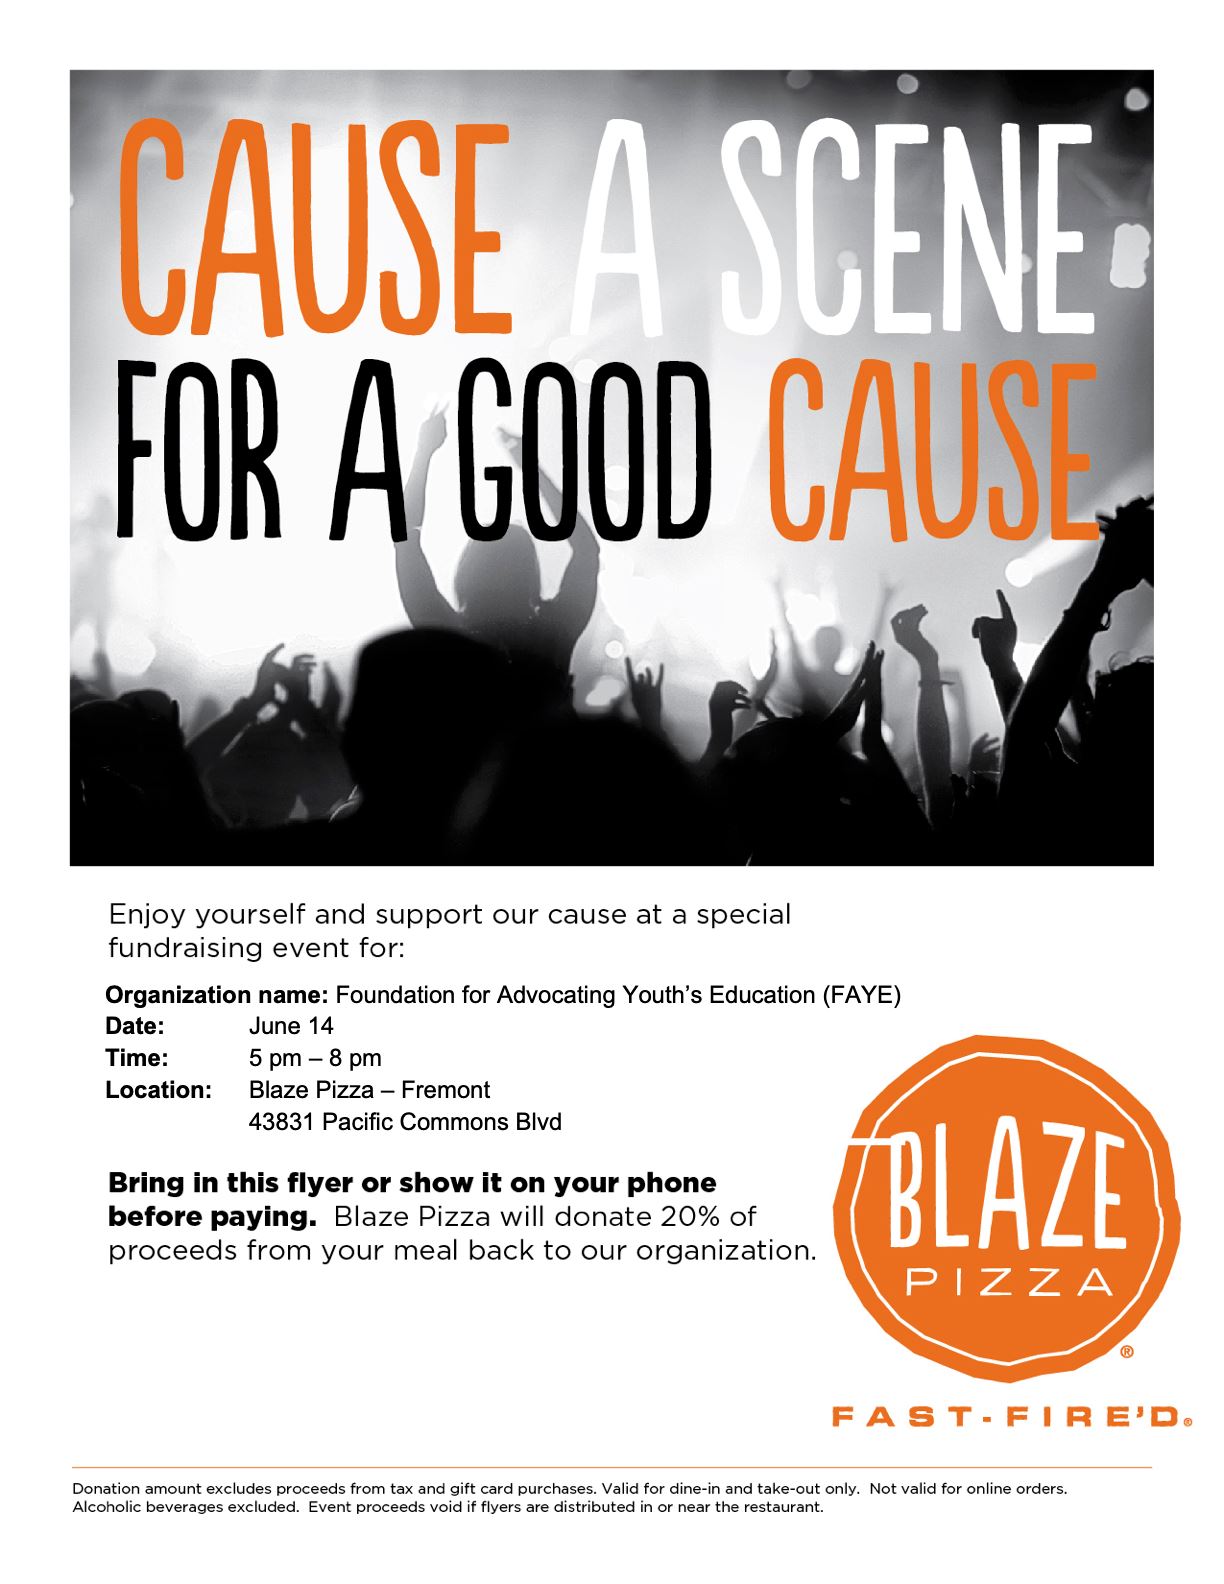 CAUSE A SCENE
FOR A GOOD CAUSE
Enjoy yourself and support our cause at a special
fundraising event for:
Organization name: Foundation for Advocating Youth's Education (FAYE)
Date: June 14
Time: 5 pm – 8 pm
Location: Blaze Pizza – Fremont
43831 Pacific Commons Blvd
Bring in this flyer or show it on your phone
before paying. Blaze Pizza will donate 20% of
proceeds from your meal back to our organization.
BLAZE
PIZZA
®
FAST-FIRE'D®
Donation amount excludes proceeds from tax and gift card purchases. Valid for dine-in and take-out only. Not valid for online orders.
Alcoholic beverages excluded. Event proceeds void if flyers are distributed in or near the restaurant.